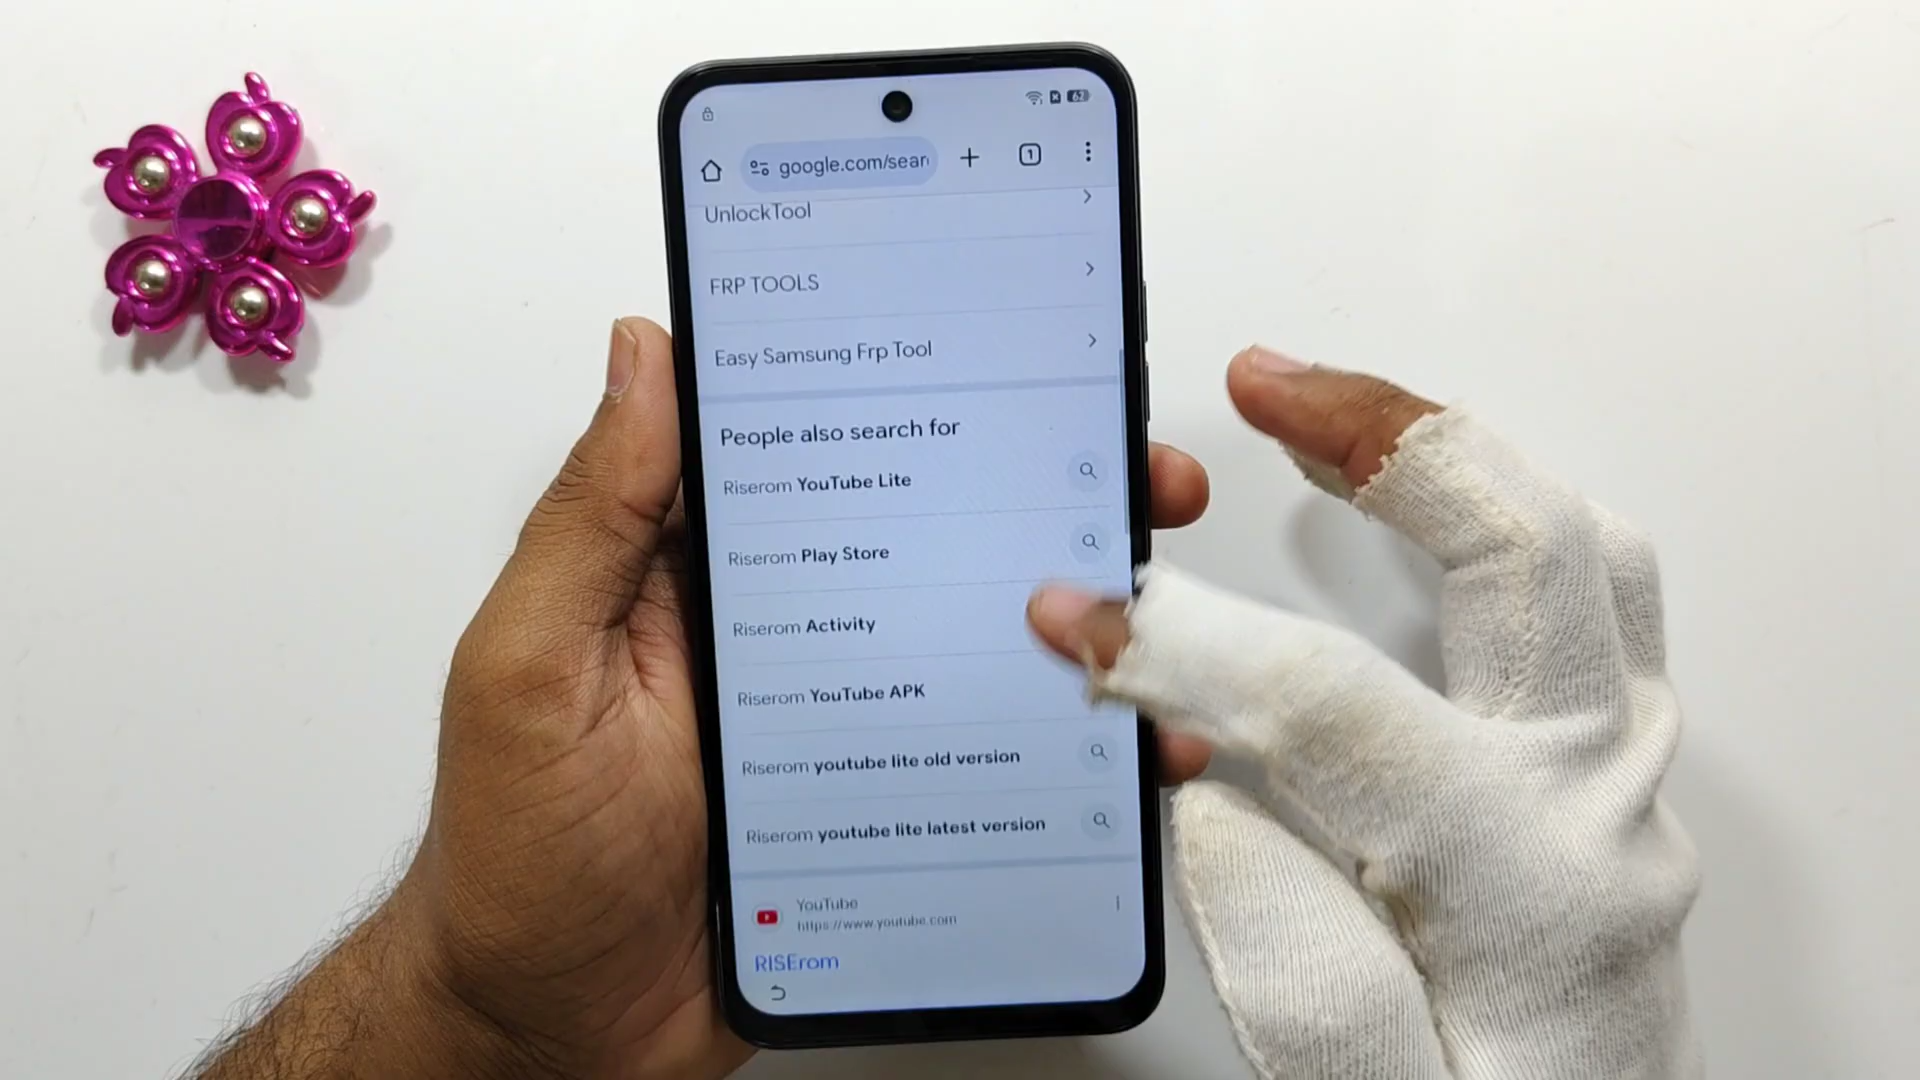 62
google.com/sear
1
UnlockTool
FRP TOOLS
Easy Samsung Frp Tool
People also search for
Riserom YouTube Lite
Riserom Play Store
Riserom Activity
Riserom YouTube APK
Riserom youtube lite old version
Riserom youtube lite latest version
YouTube
https://www.youtube.com
RISErom